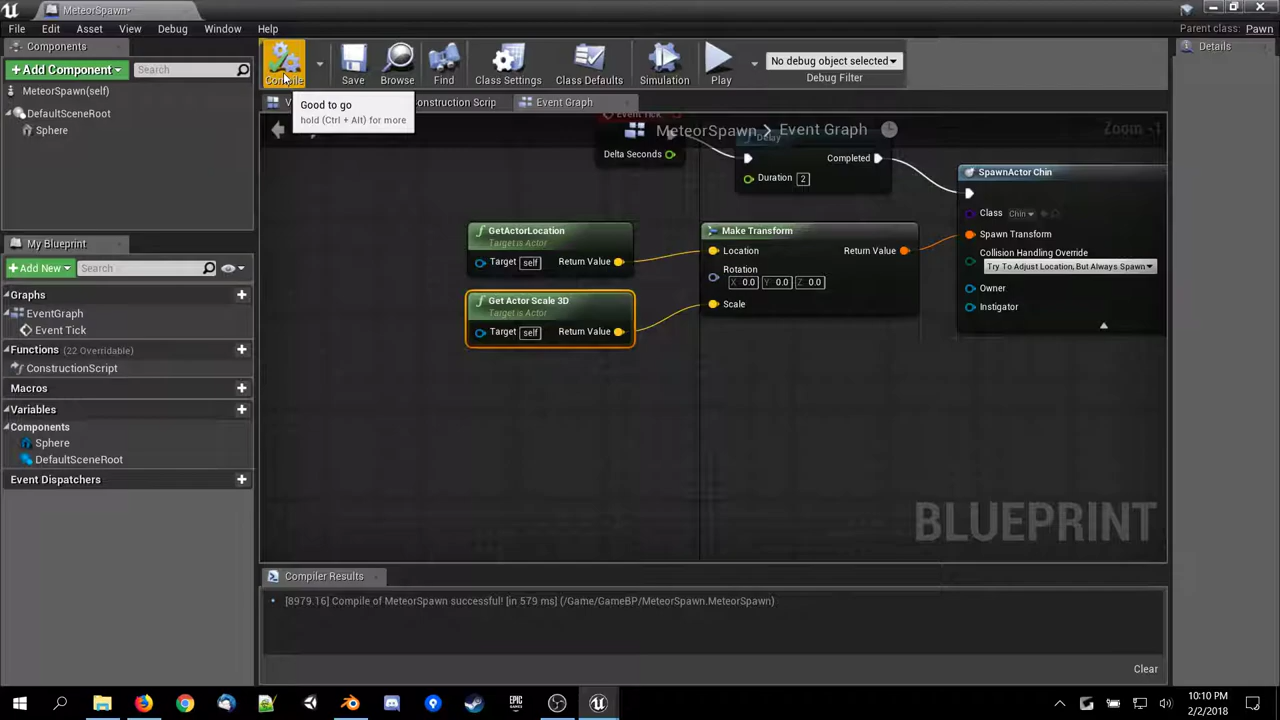 MeteorSpawn*
File Edit Asset View Debug Window Help
Parent class: Pawn
Components
+Add Component
Search
MeteorSpawn(self)
DefaultSceneRoot
Sphere
Compile
Save
Browse
Find
Class Settings
Class Defaults
Simulation
Play
No debug object selected
Debug Filter
Details
Good to go
hold (Ctrl + Alt) for more
onstruction Scrip
Event Graph
MeteorSpawn > Event Graph
Zoom -1
Event Tick
Delta Seconds
Delay
Completed
Duration 2
SpawnActor Chin
Class Chin
Spawn Transform
Collision Handling Override
Try To Adjust Location, But Always Spawn
Owner
Instigator
GetActorLocation
Target is Actor
Target self Return Value
Get Actor Scale 3D
Target is Actor
Target self Return Value
Make Transform
Location Return Value
Rotation
X 0.0 Y 0.0 Z 0.0
Scale
BLUEPRINT
My Blueprint
+Add New
Search
Graphs
EventGraph
Event Tick
Functions (22 Overridable)
ConstructionScript
Macros
Variables
Components
Sphere
DefaultSceneRoot
Event Dispatchers
Compiler Results
[8979.16] Compile of MeteorSpawn successful! [in 579 ms] (/Game/GameBP/MeteorSpawn.MeteorSpawn)
Clear
EPIC GAMES
10:10 PM
2/2/2018